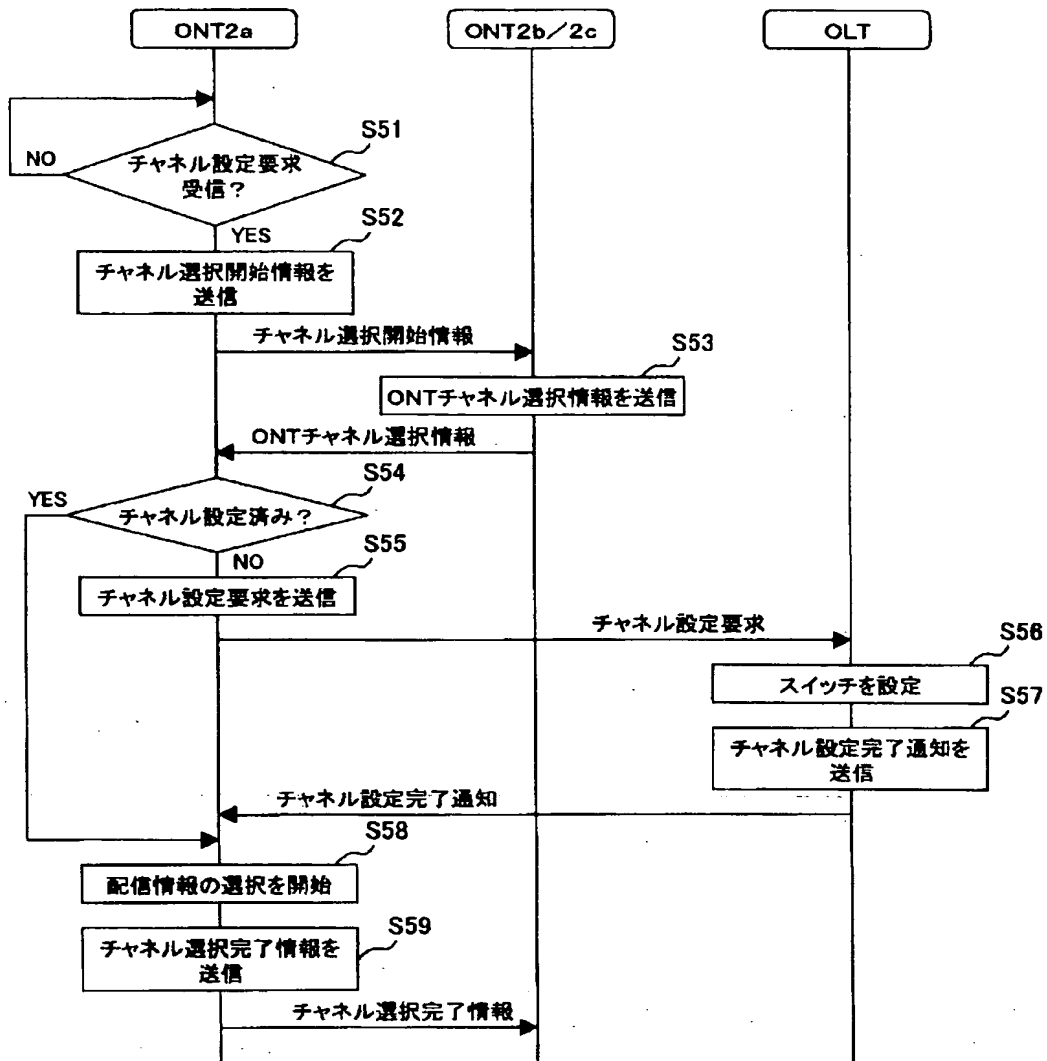 ONT2a
ONT2b/2c
OLT
S51
NO
チャネル設定要求
受信?
YES
S52
チャネル選択開始情報を
送信
チャネル選択開始情報
S53
ONTチャネル選択情報を送信
ONTチャネル選択情報
S54
YES
チャネル設定済み?
NO
S55
チャネル設定要求を送信
チャネル設定要求
S56
スイッチを設定
S57
チャネル設定完了通知を
送信
チャネル設定完了通知
S58
配信情報の選択を開始
S59
チャネル選択完了情報を
送信
チャネル選択完了情報